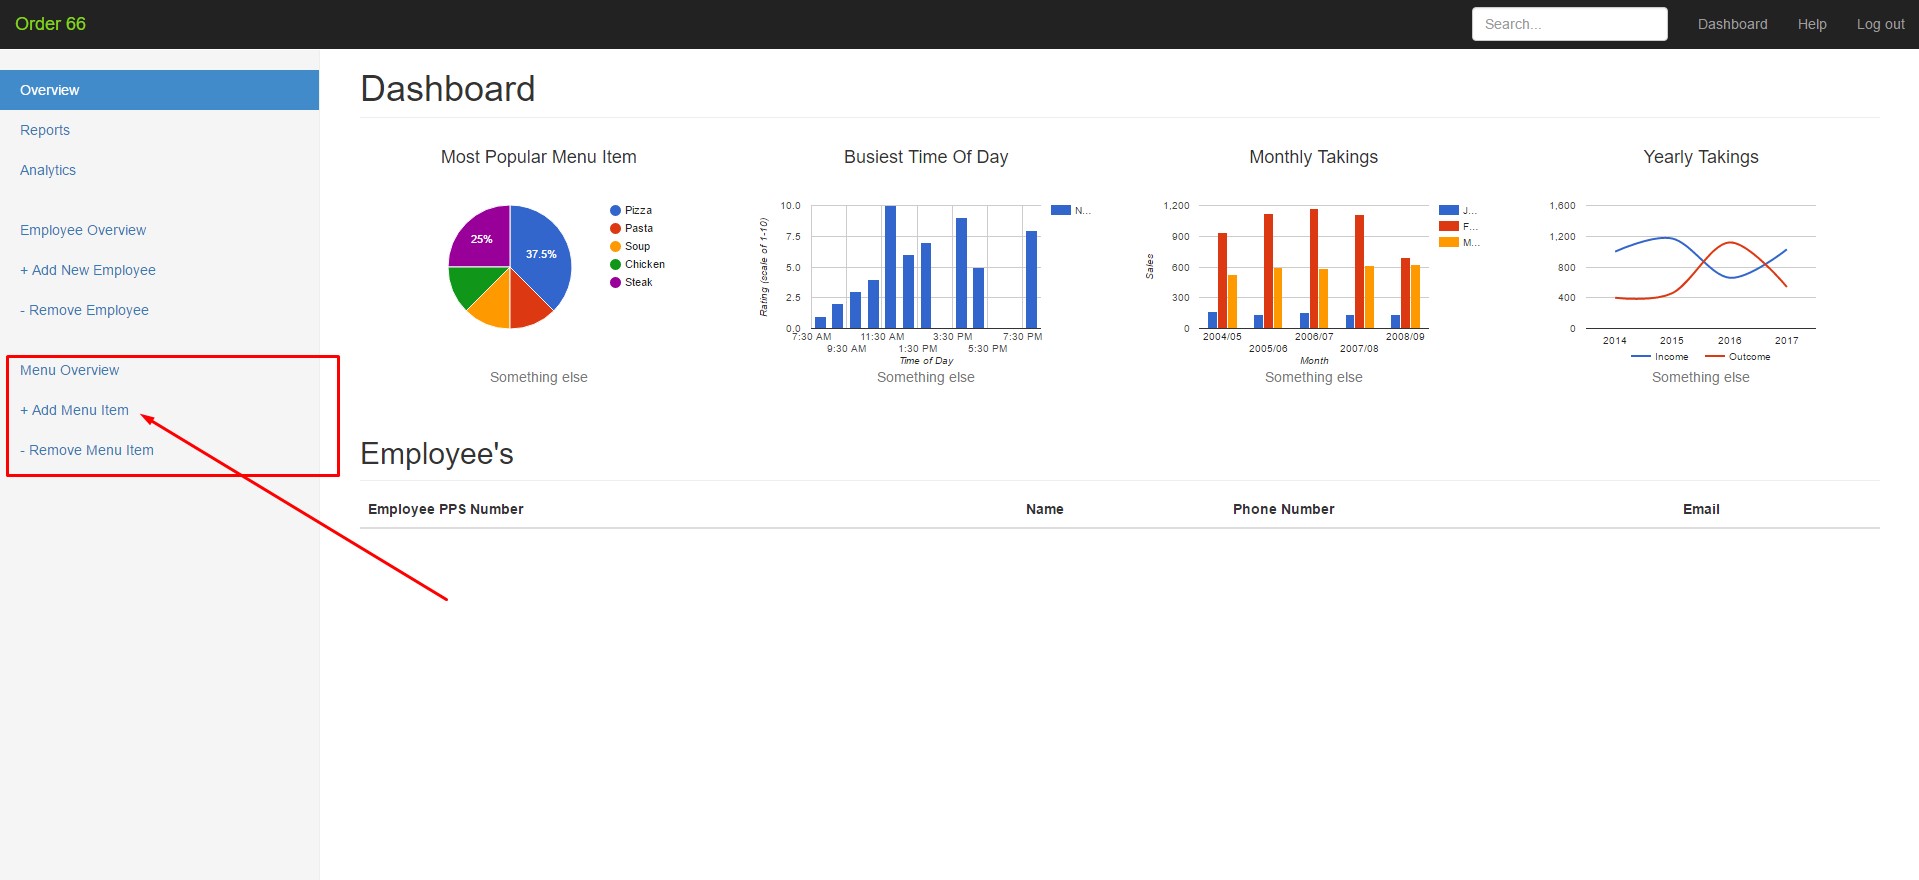 Order 66
Search...
Dashboard
Help
Log out
Overview
Reports
Analytics
Employee Overview
+ Add New Employee
- Remove Employee
Menu Overview
+ Add Menu Item
- Remove Menu Item
Dashboard
Most Popular Menu Item
25%
37.5%
Pizza
Pasta
Soup
Chicken
Steak
Something else
Busiest Time Of Day
Rating (scale of 1-10)
10.0
7.5
5.0
2.5
0.0
7:30 AM
9:30 AM
11:30 AM
1:30 PM
3:30 PM
5:30 PM
7:30 PM
Time of Day
N...
Something else
Monthly Takings
Sales
1,200
900
600
300
0
2004/05
2005/06
2006/07
2007/08
2008/09
Month
J...
F...
M...
Something else
Yearly Takings
1,600
1,200
800
400
0
2014
2015
2016
2017
Income
Outcome
Something else
Employee's
Employee PPS Number
Name
Phone Number
Email